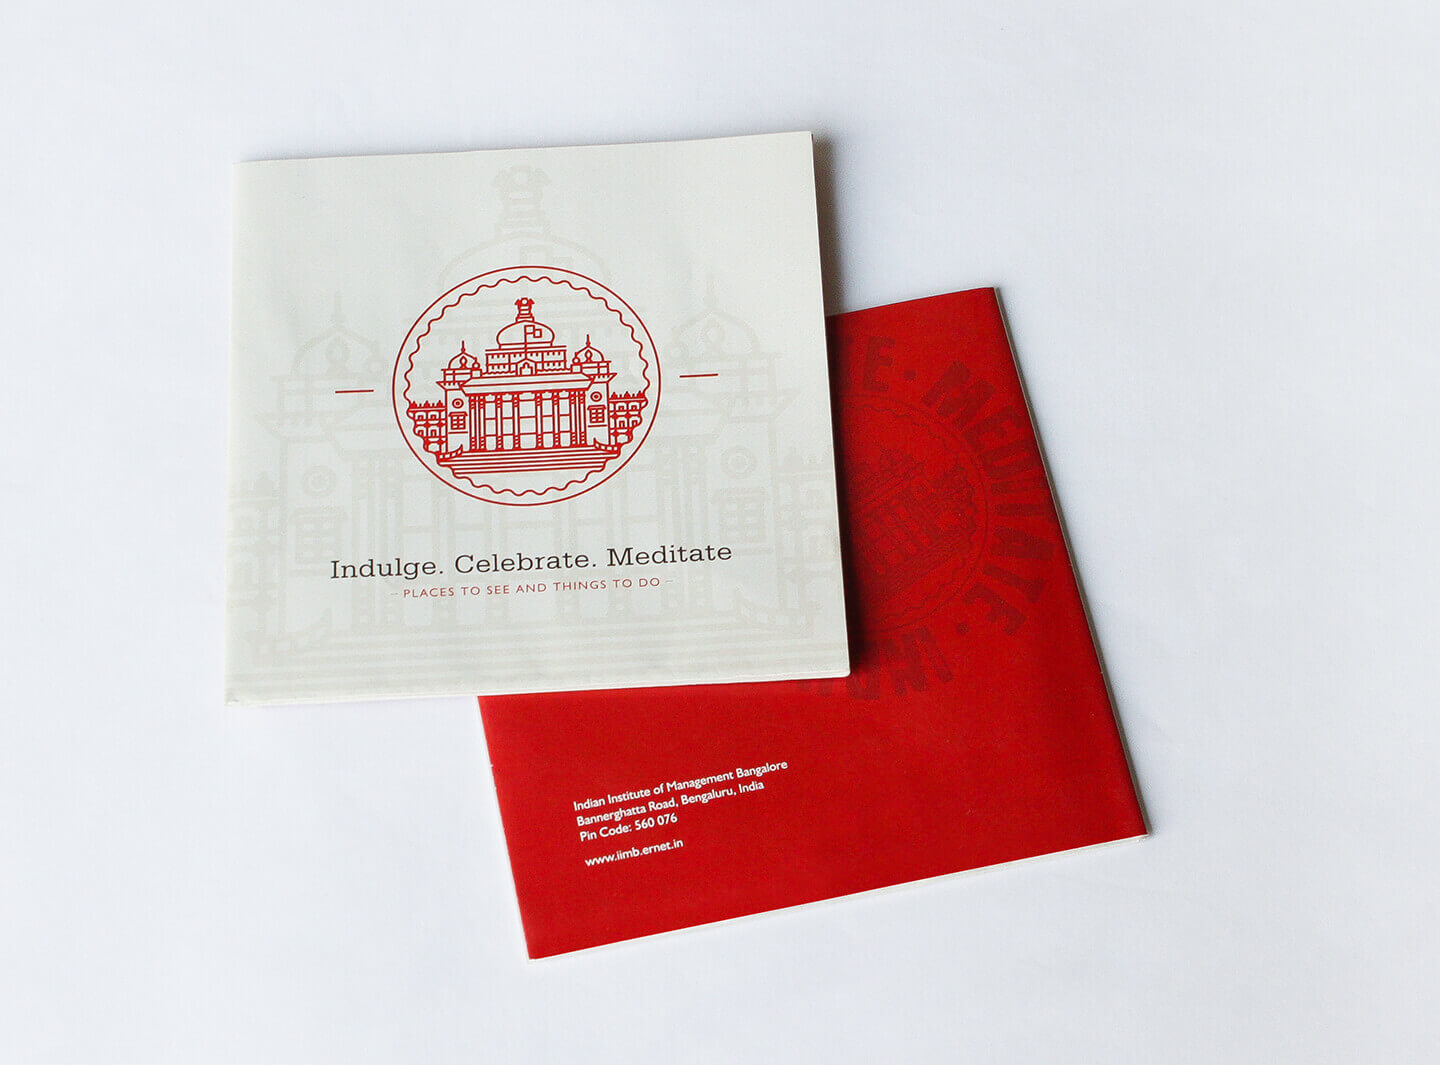 Indulge. Celebrate. Meditate
– PLACES TO SEE AND THINGS TO DO –
MEDITATE
Indian Institute of Management Bangalore
Bannerghatta Road, Bengaluru, India
Pin Code: 560 076
www.iimb.ernet.in